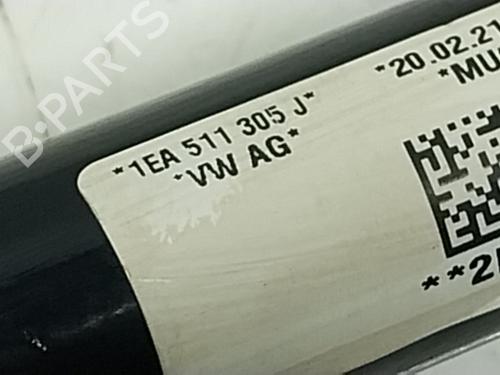 B-PARTS
*1EA 511 305 J*
*VW AG*
*20.02.21
*MU
**2